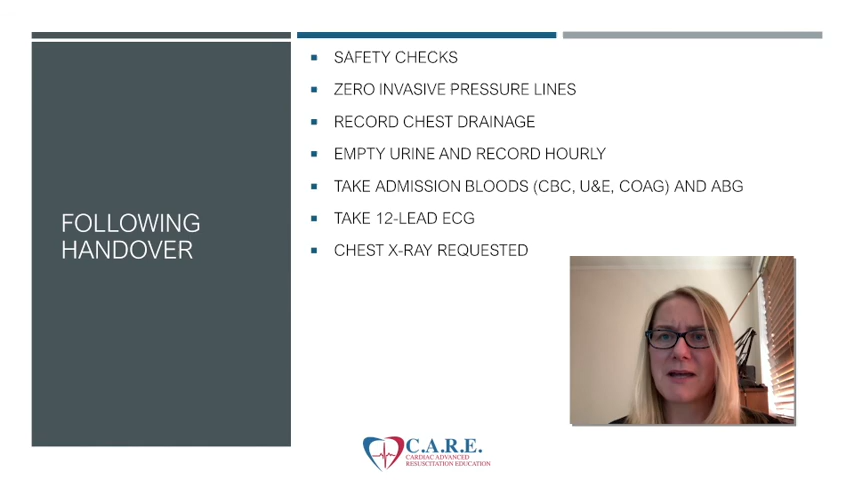 FOLLOWING
HANDOVER
SAFETY CHECKS
ZERO INVASIVE PRESSURE LINES
RECORD CHEST DRAINAGE
EMPTY URINE AND RECORD HOURLY
TAKE ADMISSION BLOODS (CBC, U&E, COAG) AND ABG
TAKE 12-LEAD ECG
CHEST X-RAY REQUESTED
C.A.R.E.
CARDIAC ADVANCED
RESUSCITATION EDUCATION